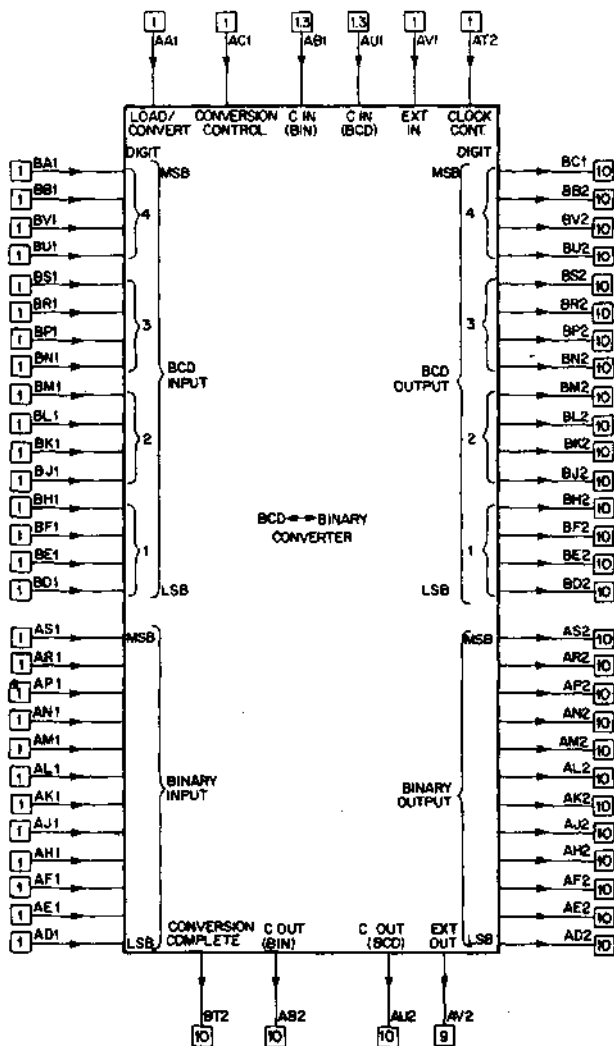 1 1 1.3 1.3 1 1
AA1 AC1 AB1 AU1 AV1 AT2
LOAD/ CONVERSION C IN C IN EXT CLOCK
CONVERT CONTROL (BIN) (BCD) IN CONT.
DIGIT DIGIT
1 BA1 MSB MSB BC1 10
1 BB1 BB2 10
1 BV1 4 4 BV2 10
1 BU1 BU2 10
1 BS1 BS2 10
1 BR1 3 3 BR2 10
1 BP1 BP2 10
1 BN1 BCD BCD BN2 10
INPUT OUTPUT
1 BM1 BM2 10
1 BL1 2 2 BL2 10
1 BK1 BK2 10
1 BJ1 BJ2 10
1 BH1 BH2 10
BCD BINARY
1 BF1 BF2 10
CONVERTER
1 BE1 1 1 BE2 10
1 BD1 LSB LSB BD2 10
1 AS1 MSB MSB AS2 10
1 AR1 AR2 10
1 AP1 AP2 10
1 AN1 AN2 10
1 AM1 AM2 10
1 AL1 BINARY BINARY AL2 10
1 AK1 INPUT OUTPUT AK2 10
1 AJ1 AJ2 10
1 AH1 AH2 10
1 AF1 AF2 10
1 AE1 AE2 10
CONVERSION C OUT C OUT EXT
1 AD1 LSB COMPLETE (BIN) (BCD) OUT LSB AD2 10
BT2 AB2 AU2 AV2
10 10 10 9